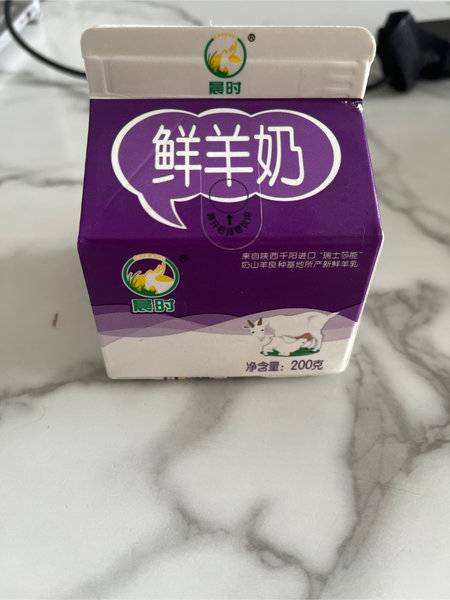 ®
晨时
鲜羊奶
晨时
来自陕西千阳进口“瑞士莎能”
奶山羊良种基地所产新鲜羊乳
净含量：200克